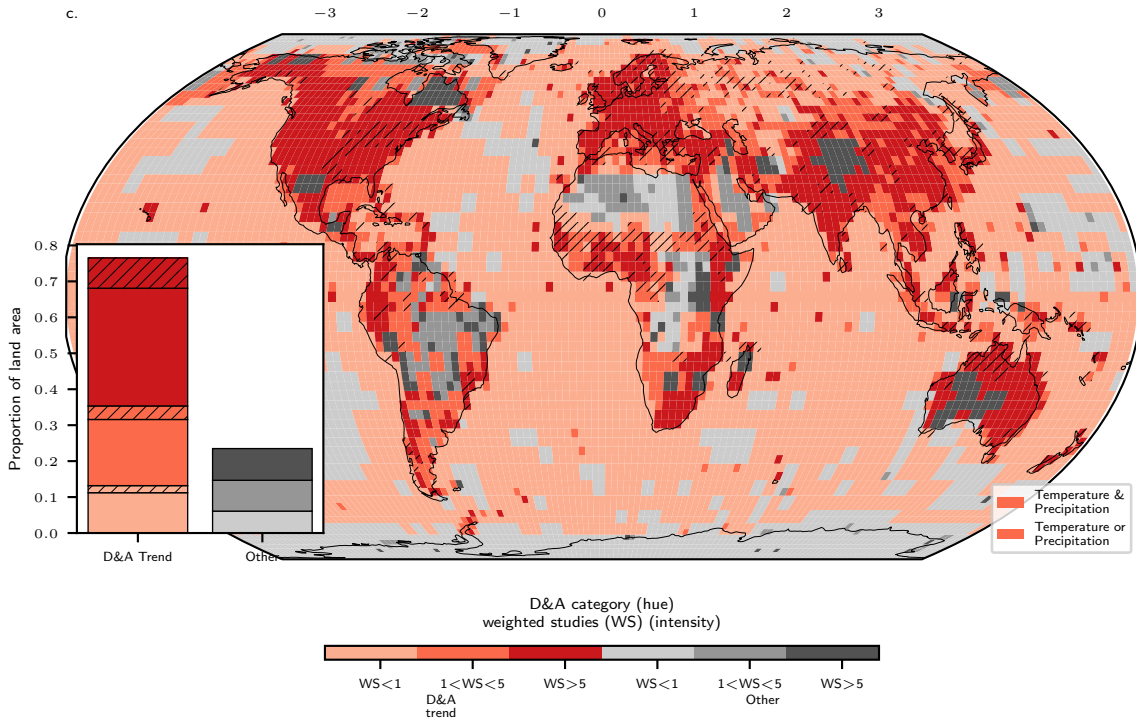 c.
−3 −2 −1 0 1 2 3
0.8
0.7
0.6
0.5
0.4
0.3
0.2
0.1
0.0
Proportion of land area
D&A Trend Other
Temperature &
Precipitation
Temperature or
Precipitation
D&A category (hue)
weighted studies (WS) (intensity)
WS<1 1<WS<5 WS>5 WS<1 1<WS<5 WS>5
D&A Other
trend